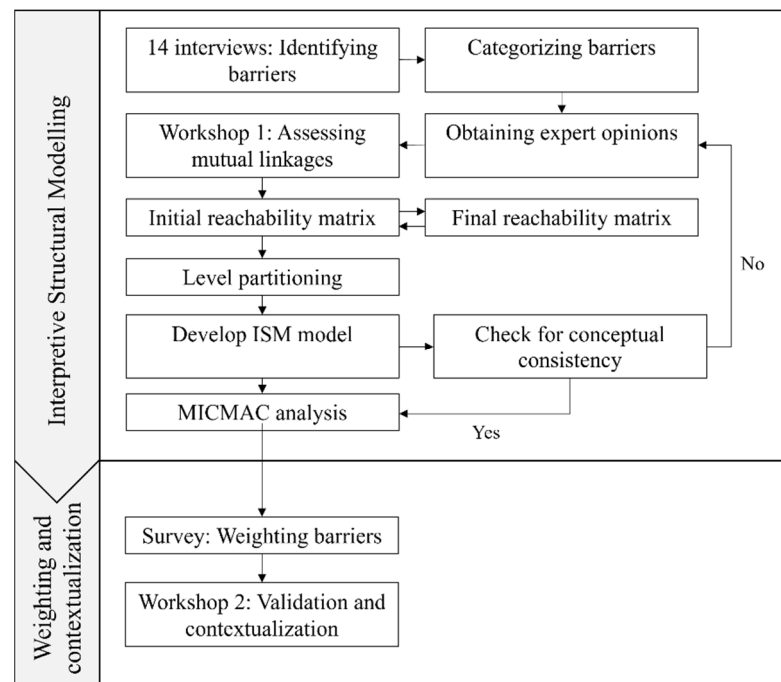 Interpretive Structural Modelling
14 interviews: Identifying
barriers
Categorizing barriers
Workshop 1: Assessing
mutual linkages
Obtaining expert opinions
Initial reachability matrix
Final reachability matrix
Level partitioning
No
Develop ISM model
Check for conceptual
consistency
MICMAC analysis
Yes
Weighting and
contextualization
Survey: Weighting barriers
Workshop 2: Validation and
contextualization